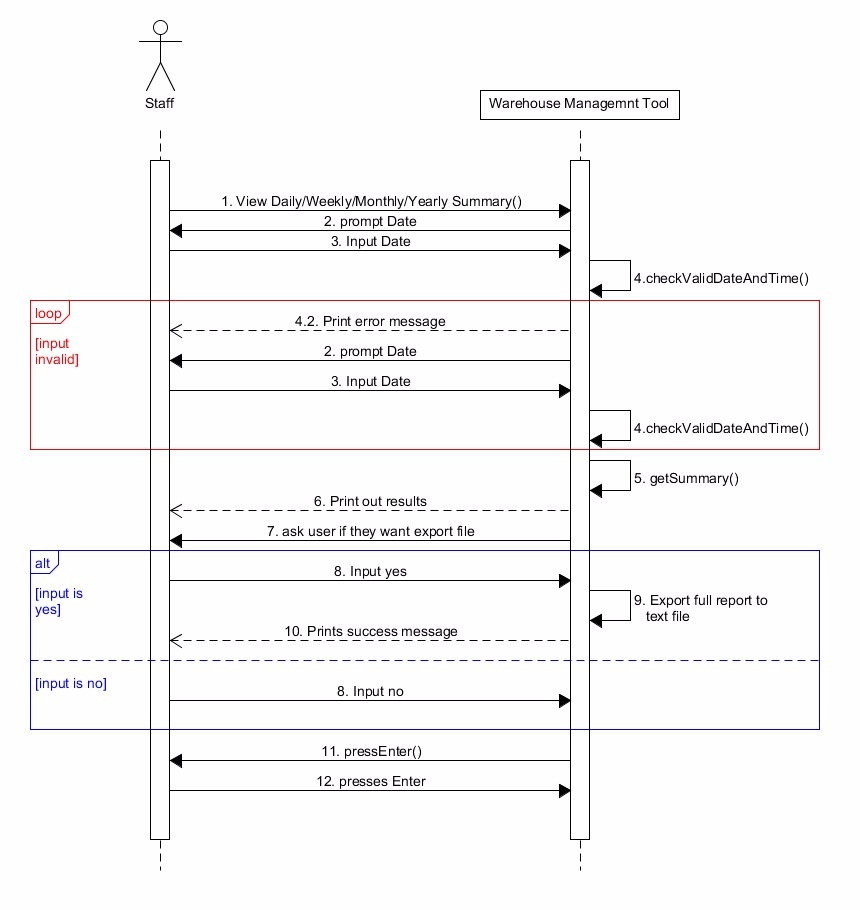 Staff
Warehouse Managemnt Tool
1. View Daily/Weekly/Monthly/Yearly Summary()
2. prompt Date
3. Input Date
4.checkValidDateAndTime()
loop
[input
invalid]
4.2. Print error message
2. prompt Date
3. Input Date
4.checkValidDateAndTime()
5. getSummary()
6. Print out results
7. ask user if they want export file
alt
[input is
yes]
8. Input yes
9. Export full report to
text file
10. Prints success message
[input is no]
8. Input no
11. pressEnter()
12. presses Enter